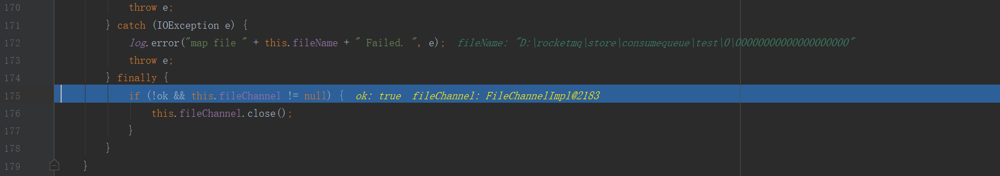 170 throw e;
171 } catch (IOException e) {
172 log.error("map file " + this.fileName + " Failed. ", e); fileName: "D:\rocketmq\store\consumequeue\test\0\00000000000000000000"
173 throw e;
174 } finally {
175 if (!ok && this.fileChannel != null) { ok: true fileChannel: FileChannelImpl@2183
176 this.fileChannel.close();
177 }
178 }
179 }